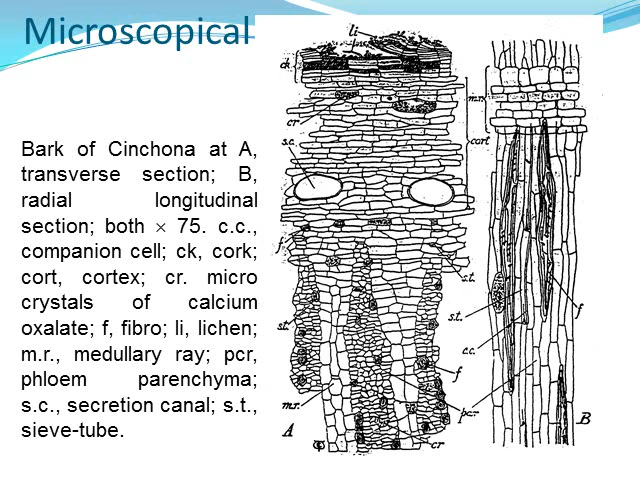 Microscopical
Bark of Cinchona at A,
transverse section; B,
radial longitudinal
section; both × 75. c.c.,
companion cell; ck, cork;
cort, cortex; cr. micro
crystals of calcium
oxalate; f, fibro; li, lichen;
m.r., medullary ray; pcr,
phloem parenchyma;
s.c., secretion canal; s.t.,
sieve-tube.
li
ck
cr
s.c.
f
st.
m.r.
A
cort
s.t.
f
pcr.
cr
m.r.
s.t.
c.c.
f
B